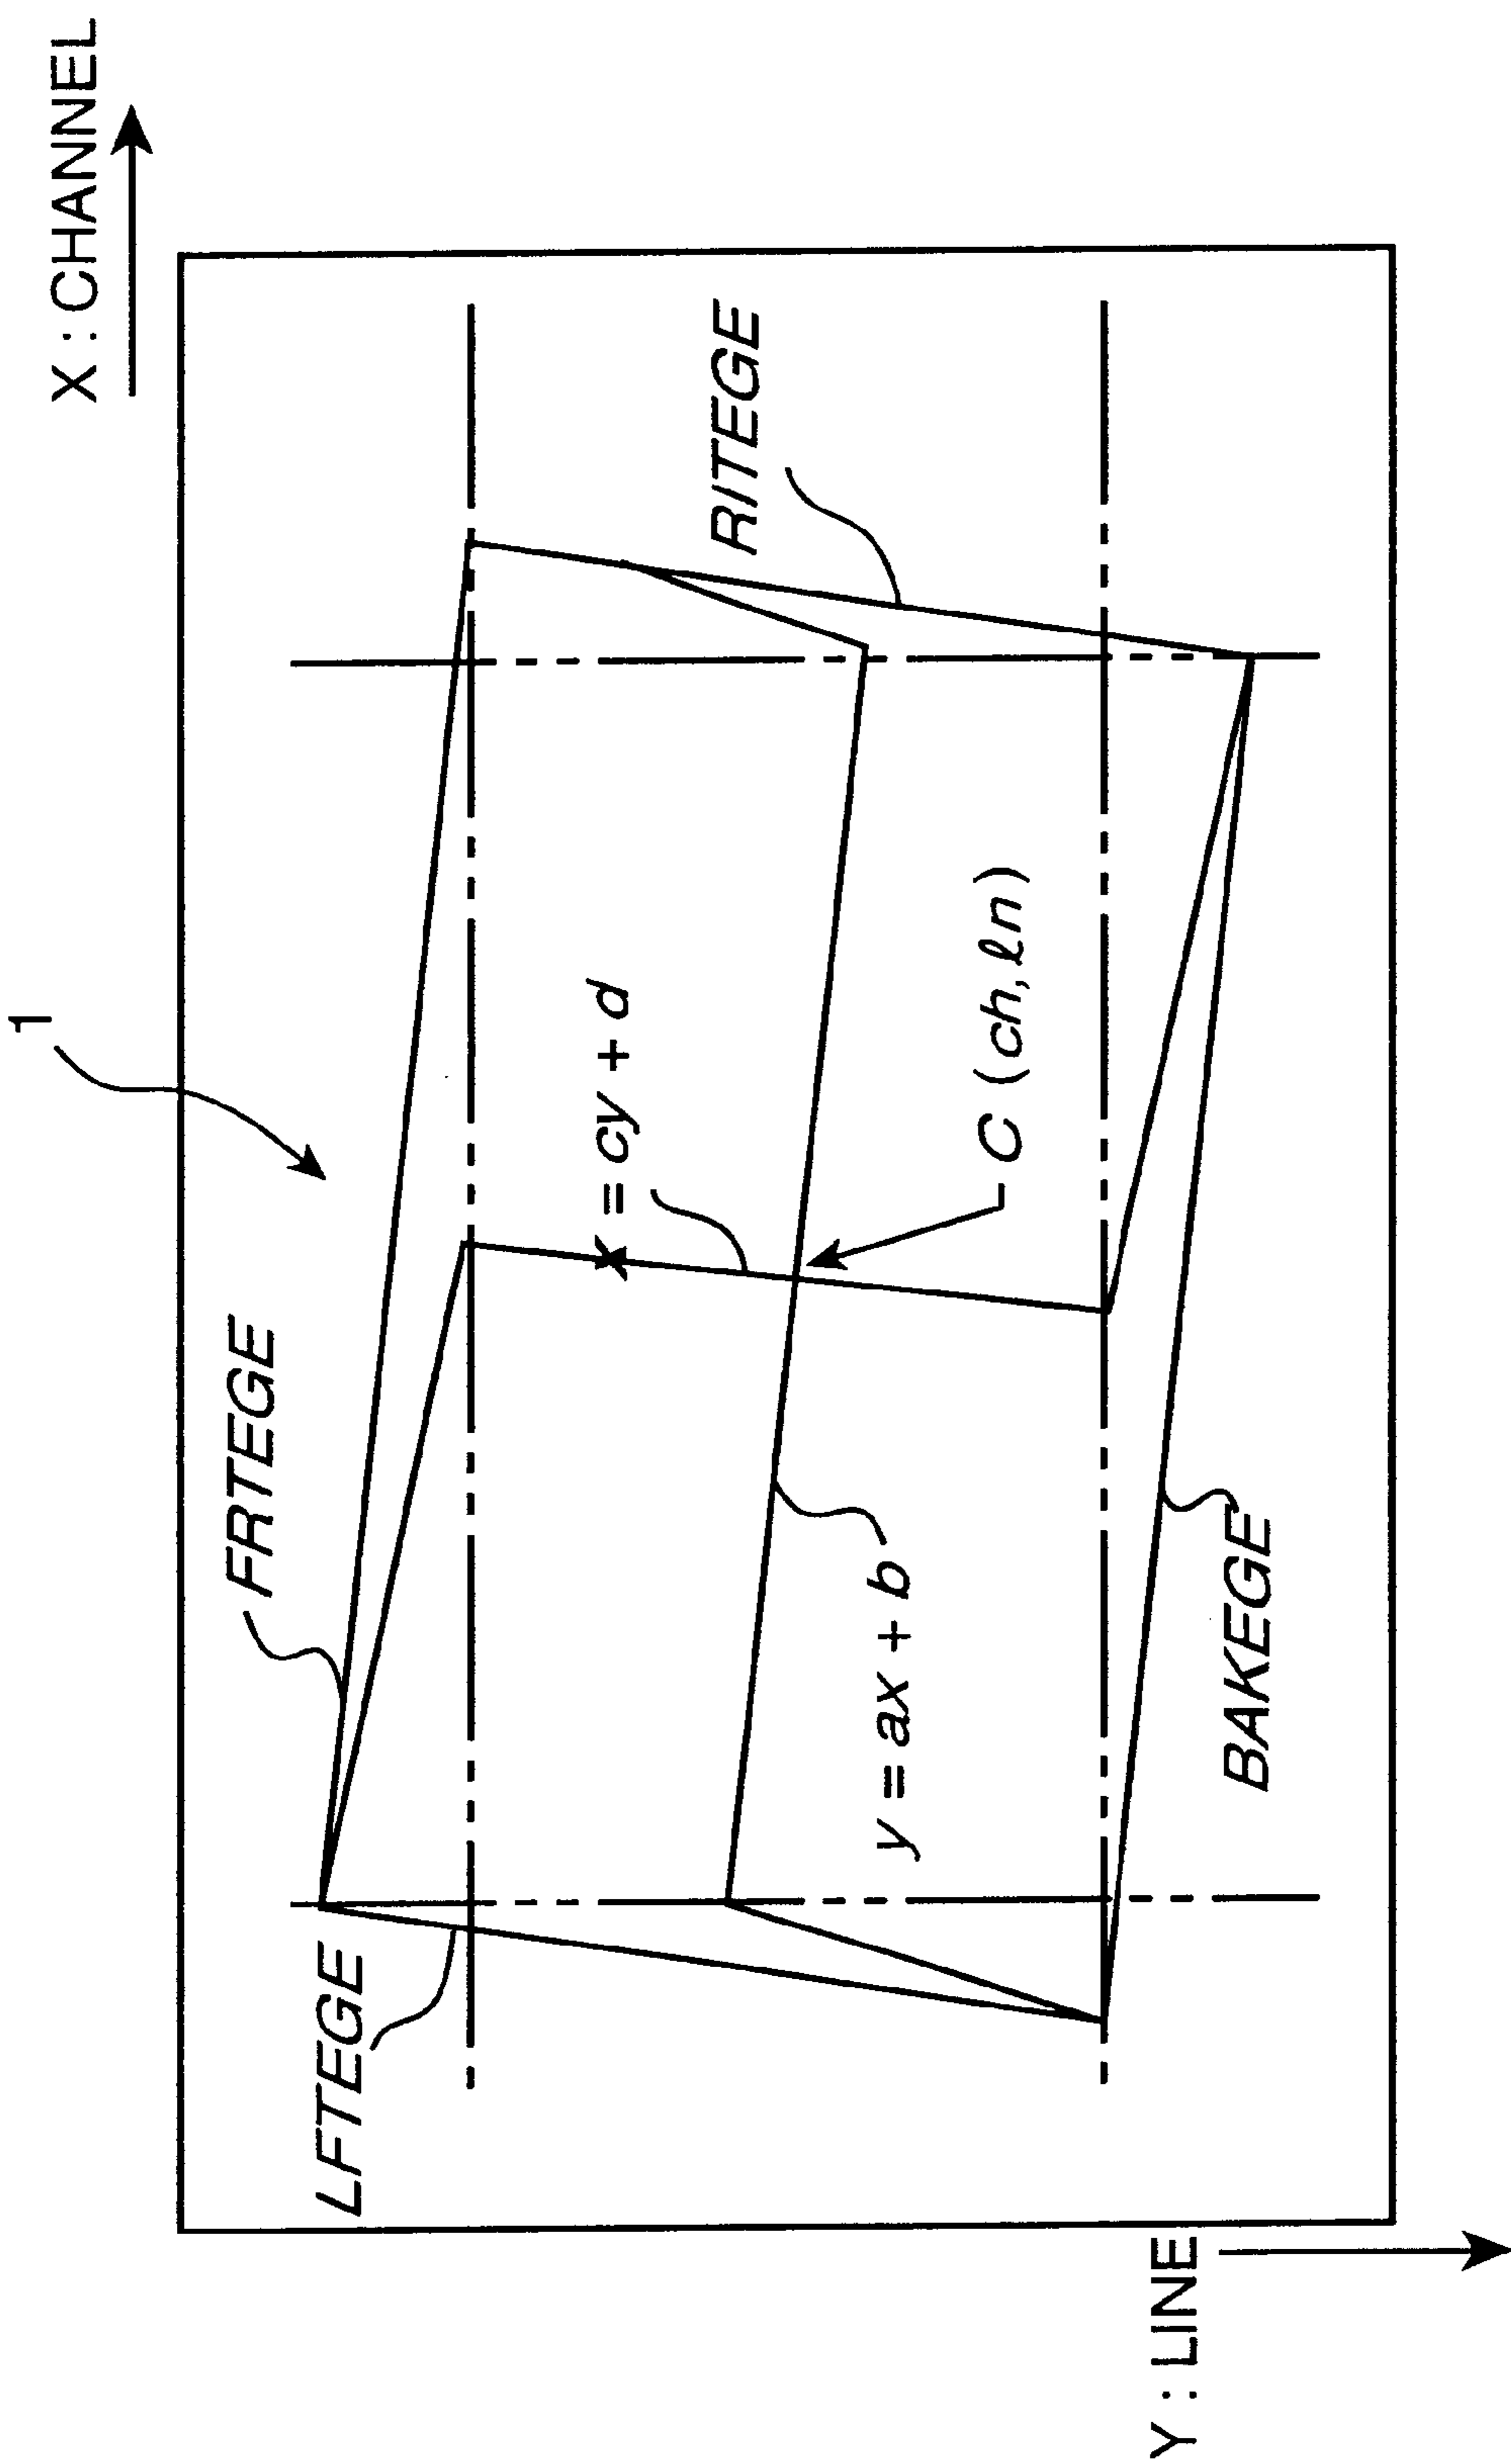 X : CHANNEL
1
FRTEGE
LFTEGE
RITEGE
x = cy + d
y = ax + b
C (ch, ℓn)
BAKEGE
Y : LINE